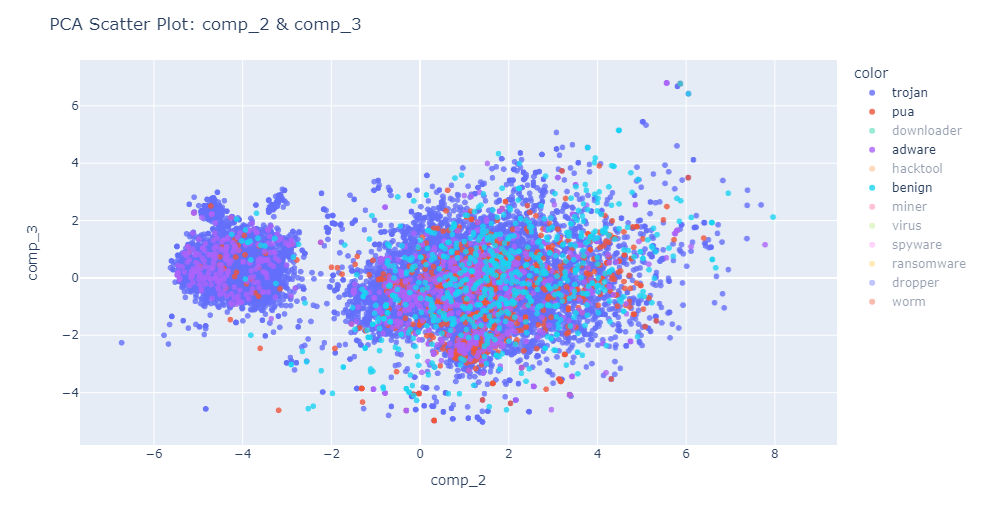 PCA Scatter Plot: comp_2 & comp_3
comp_3
6
4
2
0
−2
−4
−6
−4
−2
0
2
4
6
8
comp_2
color
trojan
pua
downloader
adware
hacktool
benign
miner
virus
spyware
ransomware
dropper
worm